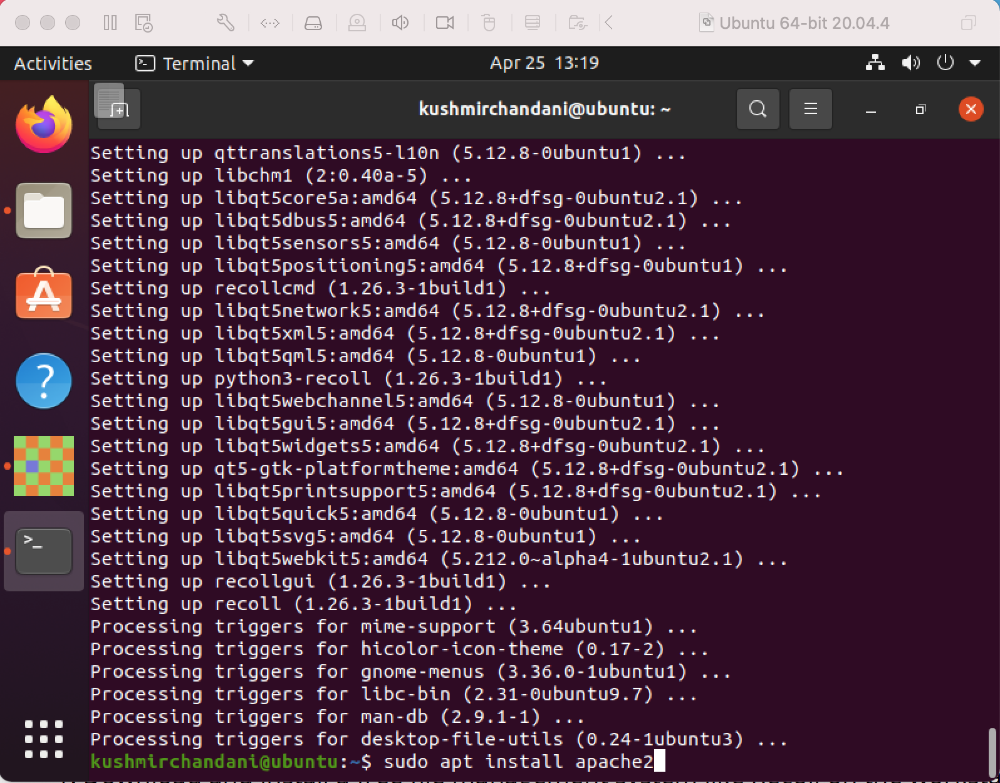 Ubuntu 64-bit 20.04.4
Activities
Terminal
Apr 25 13:19
kushmirchandani@ubuntu: ~
Setting up qttranslations5-l10n (5.12.8-0ubuntu1) ...
Setting up libchm1 (2:0.40a-5) ...
Setting up libqt5core5a:amd64 (5.12.8+dfsg-0ubuntu2.1) ...
Setting up libqt5dbus5:amd64 (5.12.8+dfsg-0ubuntu2.1) ...
Setting up libqt5sensors5:amd64 (5.12.8-0ubuntu1) ...
Setting up libqt5positioning5:amd64 (5.12.8+dfsg-0ubuntu1) ...
Setting up recollcmd (1.26.3-1build1) ...
Setting up libqt5network5:amd64 (5.12.8+dfsg-0ubuntu2.1) ...
Setting up libqt5xml5:amd64 (5.12.8+dfsg-0ubuntu2.1) ...
Setting up libqt5qml5:amd64 (5.12.8-0ubuntu1) ...
Setting up python3-recoll (1.26.3-1build1) ...
Setting up libqt5webchannel5:amd64 (5.12.8-0ubuntu1) ...
Setting up libqt5gui5:amd64 (5.12.8+dfsg-0ubuntu2.1) ...
Setting up libqt5widgets5:amd64 (5.12.8+dfsg-0ubuntu2.1) ...
Setting up qt5-gtk-platformtheme:amd64 (5.12.8+dfsg-0ubuntu2.1) ...
Setting up libqt5printsupport5:amd64 (5.12.8+dfsg-0ubuntu2.1) ...
Setting up libqt5quick5:amd64 (5.12.8-0ubuntu1) ...
Setting up libqt5svg5:amd64 (5.12.8-0ubuntu1) ...
Setting up libqt5webkit5:amd64 (5.212.0~alpha4-1ubuntu2.1) ...
Setting up recollgui (1.26.3-1build1) ...
Setting up recoll (1.26.3-1build1) ...
Processing triggers for mime-support (3.64ubuntu1) ...
Processing triggers for hicolor-icon-theme (0.17-2) ...
Processing triggers for gnome-menus (3.36.0-1ubuntu1) ...
Processing triggers for libc-bin (2.31-0ubuntu9.7) ...
Processing triggers for man-db (2.9.1-1) ...
Processing triggers for desktop-file-utils (0.24-1ubuntu3) ...
kushmirchandani@ubuntu:~$ sudo apt install apache2